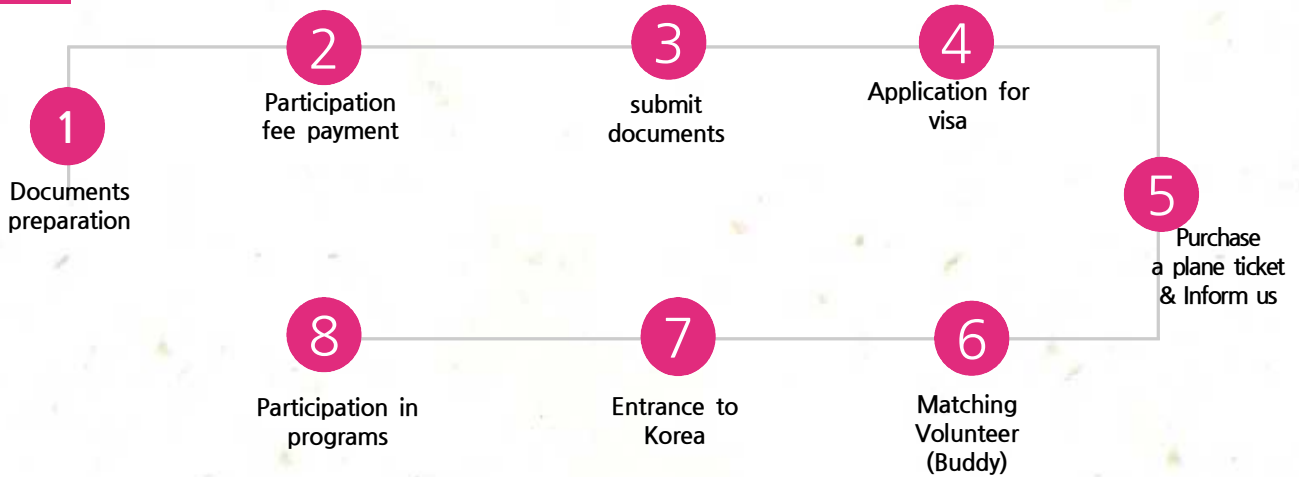 1
Documents
preparation
2
Participation
fee payment
3
submit
documents
4
Application for
visa
5
Purchase
a plane ticket
& Inform us
6
Matching
Volunteer
(Buddy)
7
Entrance to
Korea
8
Participation in
programs